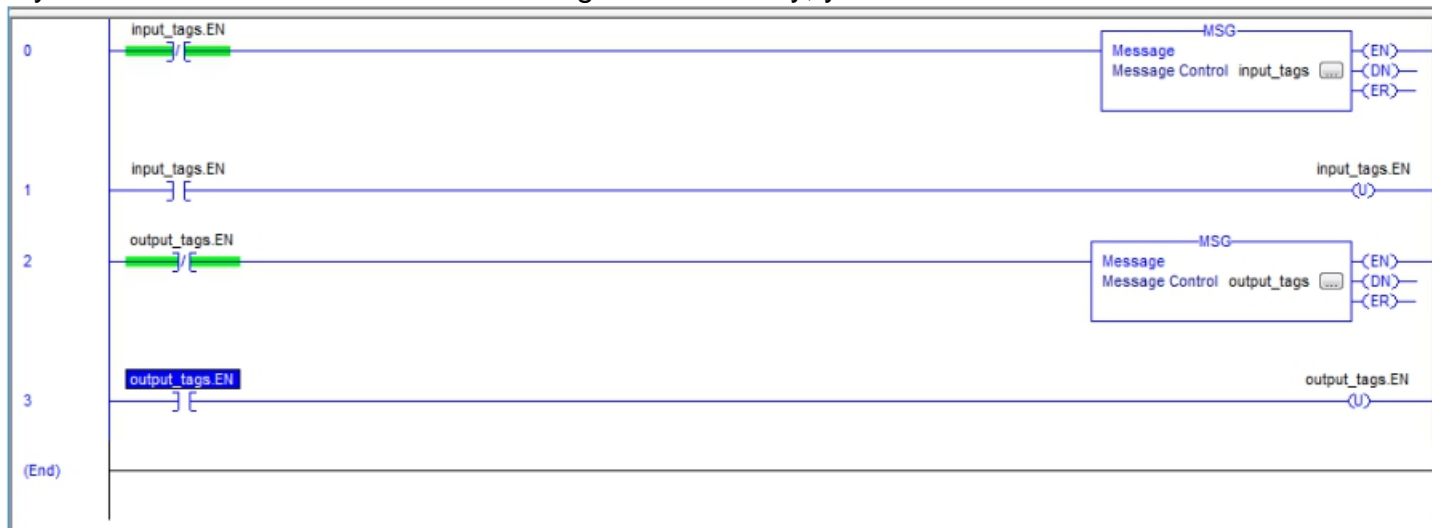 input_tags.EN
MSG
0
Message
(EN)
Message Control input_tags ...
(DN)
(ER)
input_tags.EN
input_tags.EN
1
(U)
output_tags.EN
MSG
2
Message
(EN)
Message Control output_tags ...
(DN)
(ER)
output_tags.EN
output_tags.EN
3
(U)
(End)